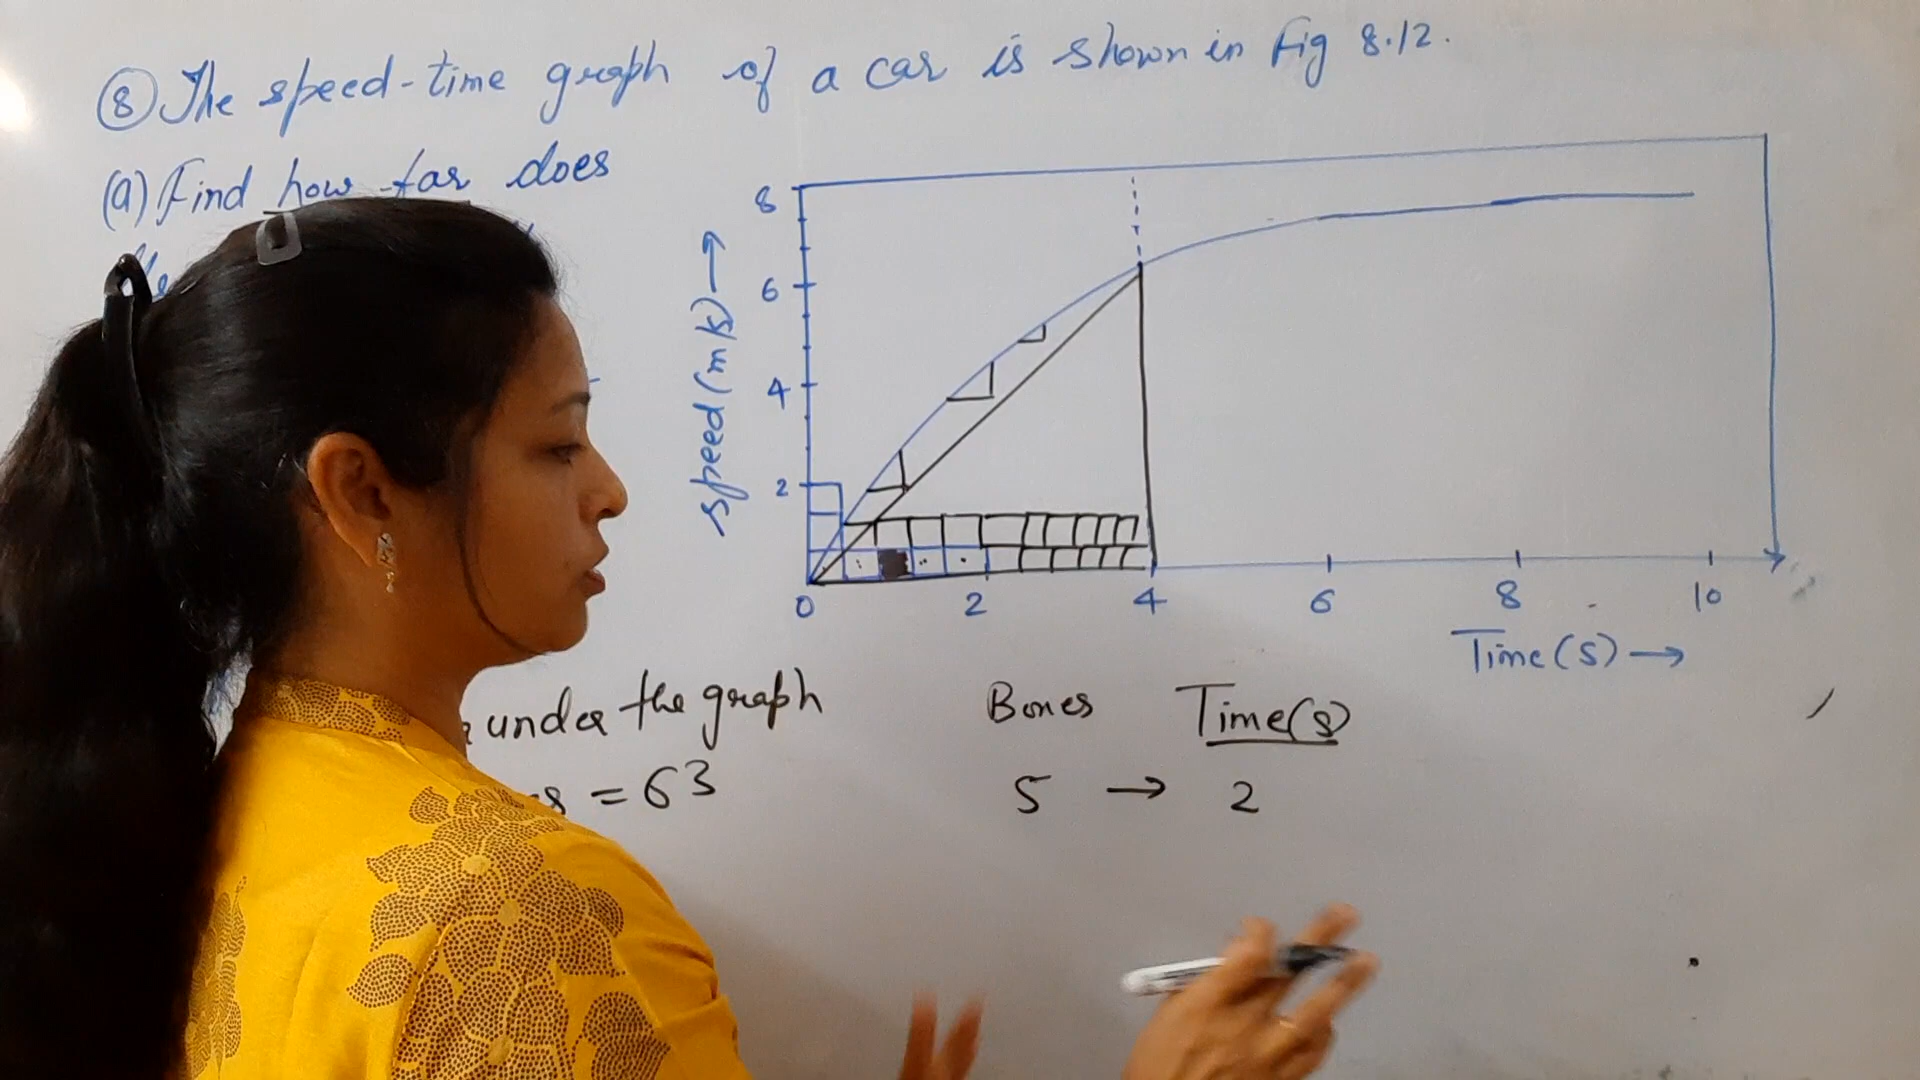 ⑧ The speed-time graph of a car is shown in Fig 8.12.
(a) Find how far does
8
6
4
2
speed (m/s) →
0 2 4 6 8 10
Time (s) →
under the graph
= 63
Boxes Time(s)
5 → 2